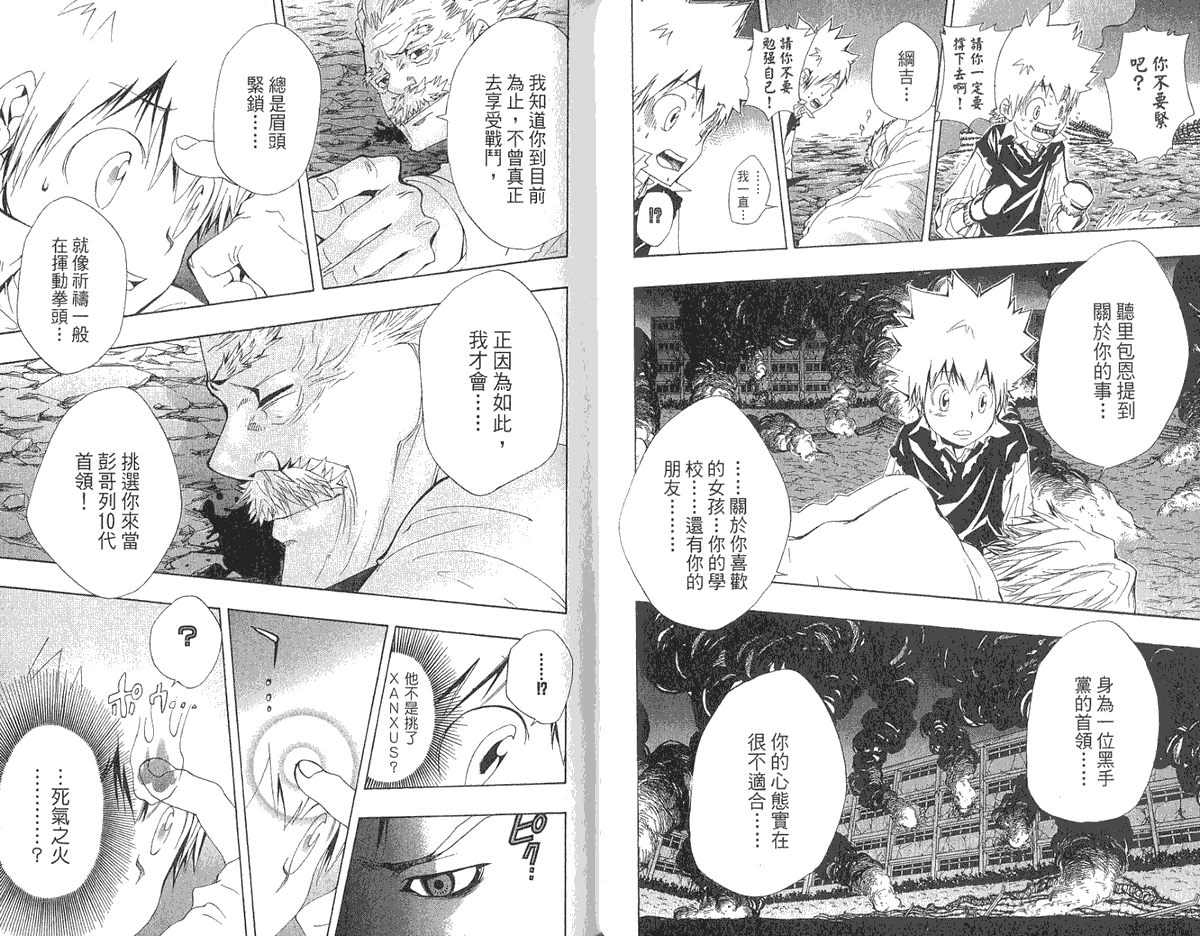 你不要緊
吧？
請你一定要
撐下去啊！
綱吉…
請你不要
勉強自己！
……
我一直…
！？
聽里包恩提到
關於你的事…
……關於你喜歡
的女孩…你的學
校……還有你的
朋友…………
身為一位黑手
黨的首領……
你的心態實在
很不適合……
我知道你到目前
為止，不曾真正
去享受戰鬥，
總是眉頭
緊鎖……
就像祈禱一般
在揮動拳頭…
正因為如此，
我才會……
挑選你來當
彭哥列10代
首領！
……！？
他不是挑了
XANXUS？
ピク
？
ポウ…
…死氣之火
…………？